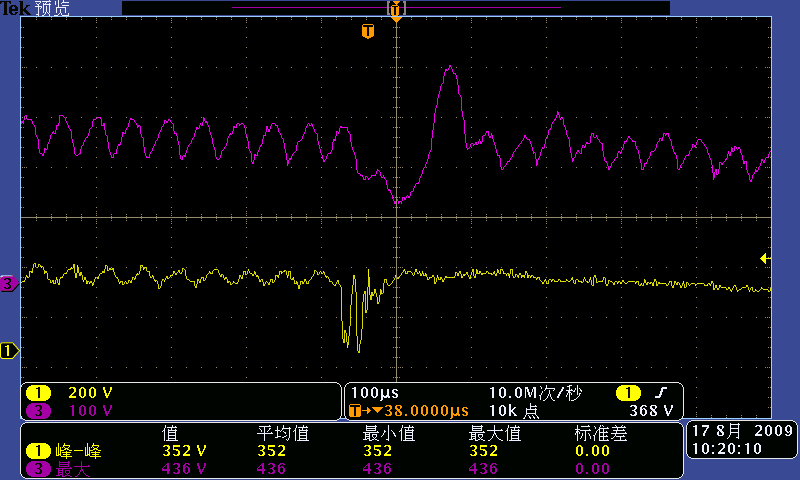 Tek 预览
T
T
3
1
1 200 V
3 100 V
100µs 10.0M次/秒 1 368 V
T→▼38.0000µs 10k 点
值 平均值 最小值 最大值 标准差
1 峰-峰 352 V 352 352 352 0.00
3 最大 436 V 436 436 436 0.00
17 8月 2009
10:20:10